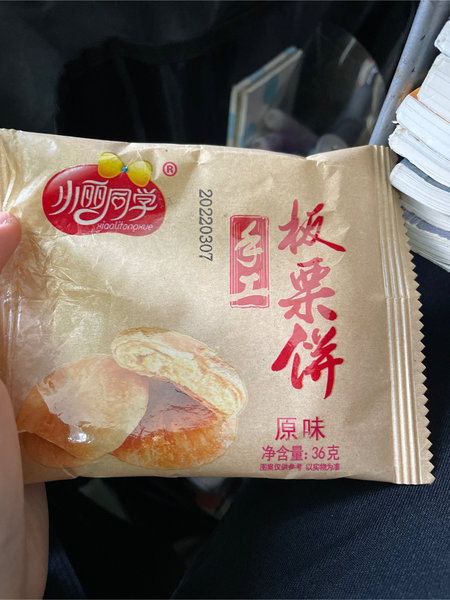 小丽同学®
xiaolitongxue
20220307
手工
板栗饼
原味
净含量: 36克
图案仅供参考 以实物为准